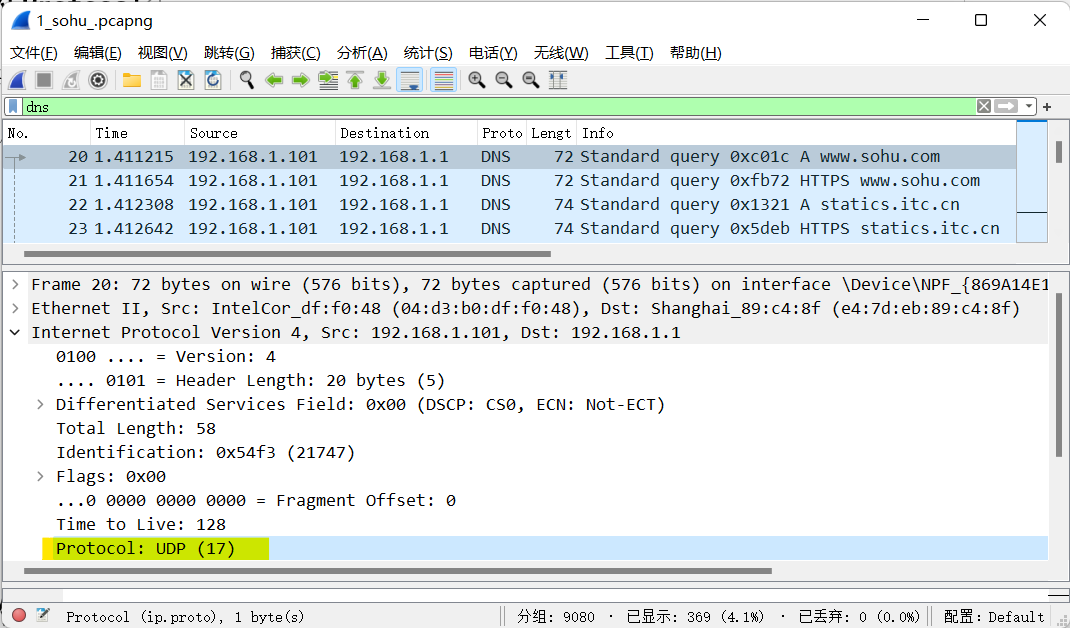 1_sohu_.pcapng
文件(F) 编辑(E) 视图(V) 跳转(G) 捕获(C) 分析(A) 统计(S) 电话(Y) 无线(W) 工具(T) 帮助(H)
dns
No. Time Source Destination Proto Lengt Info
20 1.411215 192.168.1.101 192.168.1.1 DNS 72 Standard query 0xc01c A www.sohu.com
21 1.411654 192.168.1.101 192.168.1.1 DNS 72 Standard query 0xfb72 HTTPS www.sohu.com
22 1.412308 192.168.1.101 192.168.1.1 DNS 74 Standard query 0x1321 A statics.itc.cn
23 1.412642 192.168.1.101 192.168.1.1 DNS 74 Standard query 0x5deb HTTPS statics.itc.cn
Frame 20: 72 bytes on wire (576 bits), 72 bytes captured (576 bits) on interface \Device\NPF_{869A14E1
Ethernet II, Src: IntelCor_df:f0:48 (04:d3:b0:df:f0:48), Dst: Shanghai_89:c4:8f (e4:7d:eb:89:c4:8f)
Internet Protocol Version 4, Src: 192.168.1.101, Dst: 192.168.1.1
0100 .... = Version: 4
.... 0101 = Header Length: 20 bytes (5)
Differentiated Services Field: 0x00 (DSCP: CS0, ECN: Not-ECT)
Total Length: 58
Identification: 0x54f3 (21747)
Flags: 0x00
...0 0000 0000 0000 = Fragment Offset: 0
Time to Live: 128
Protocol: UDP (17)
Protocol (ip.proto), 1 byte(s) 分组: 9080 · 已显示: 369 (4.1%) · 已丢弃: 0 (0.0%) 配置: Default